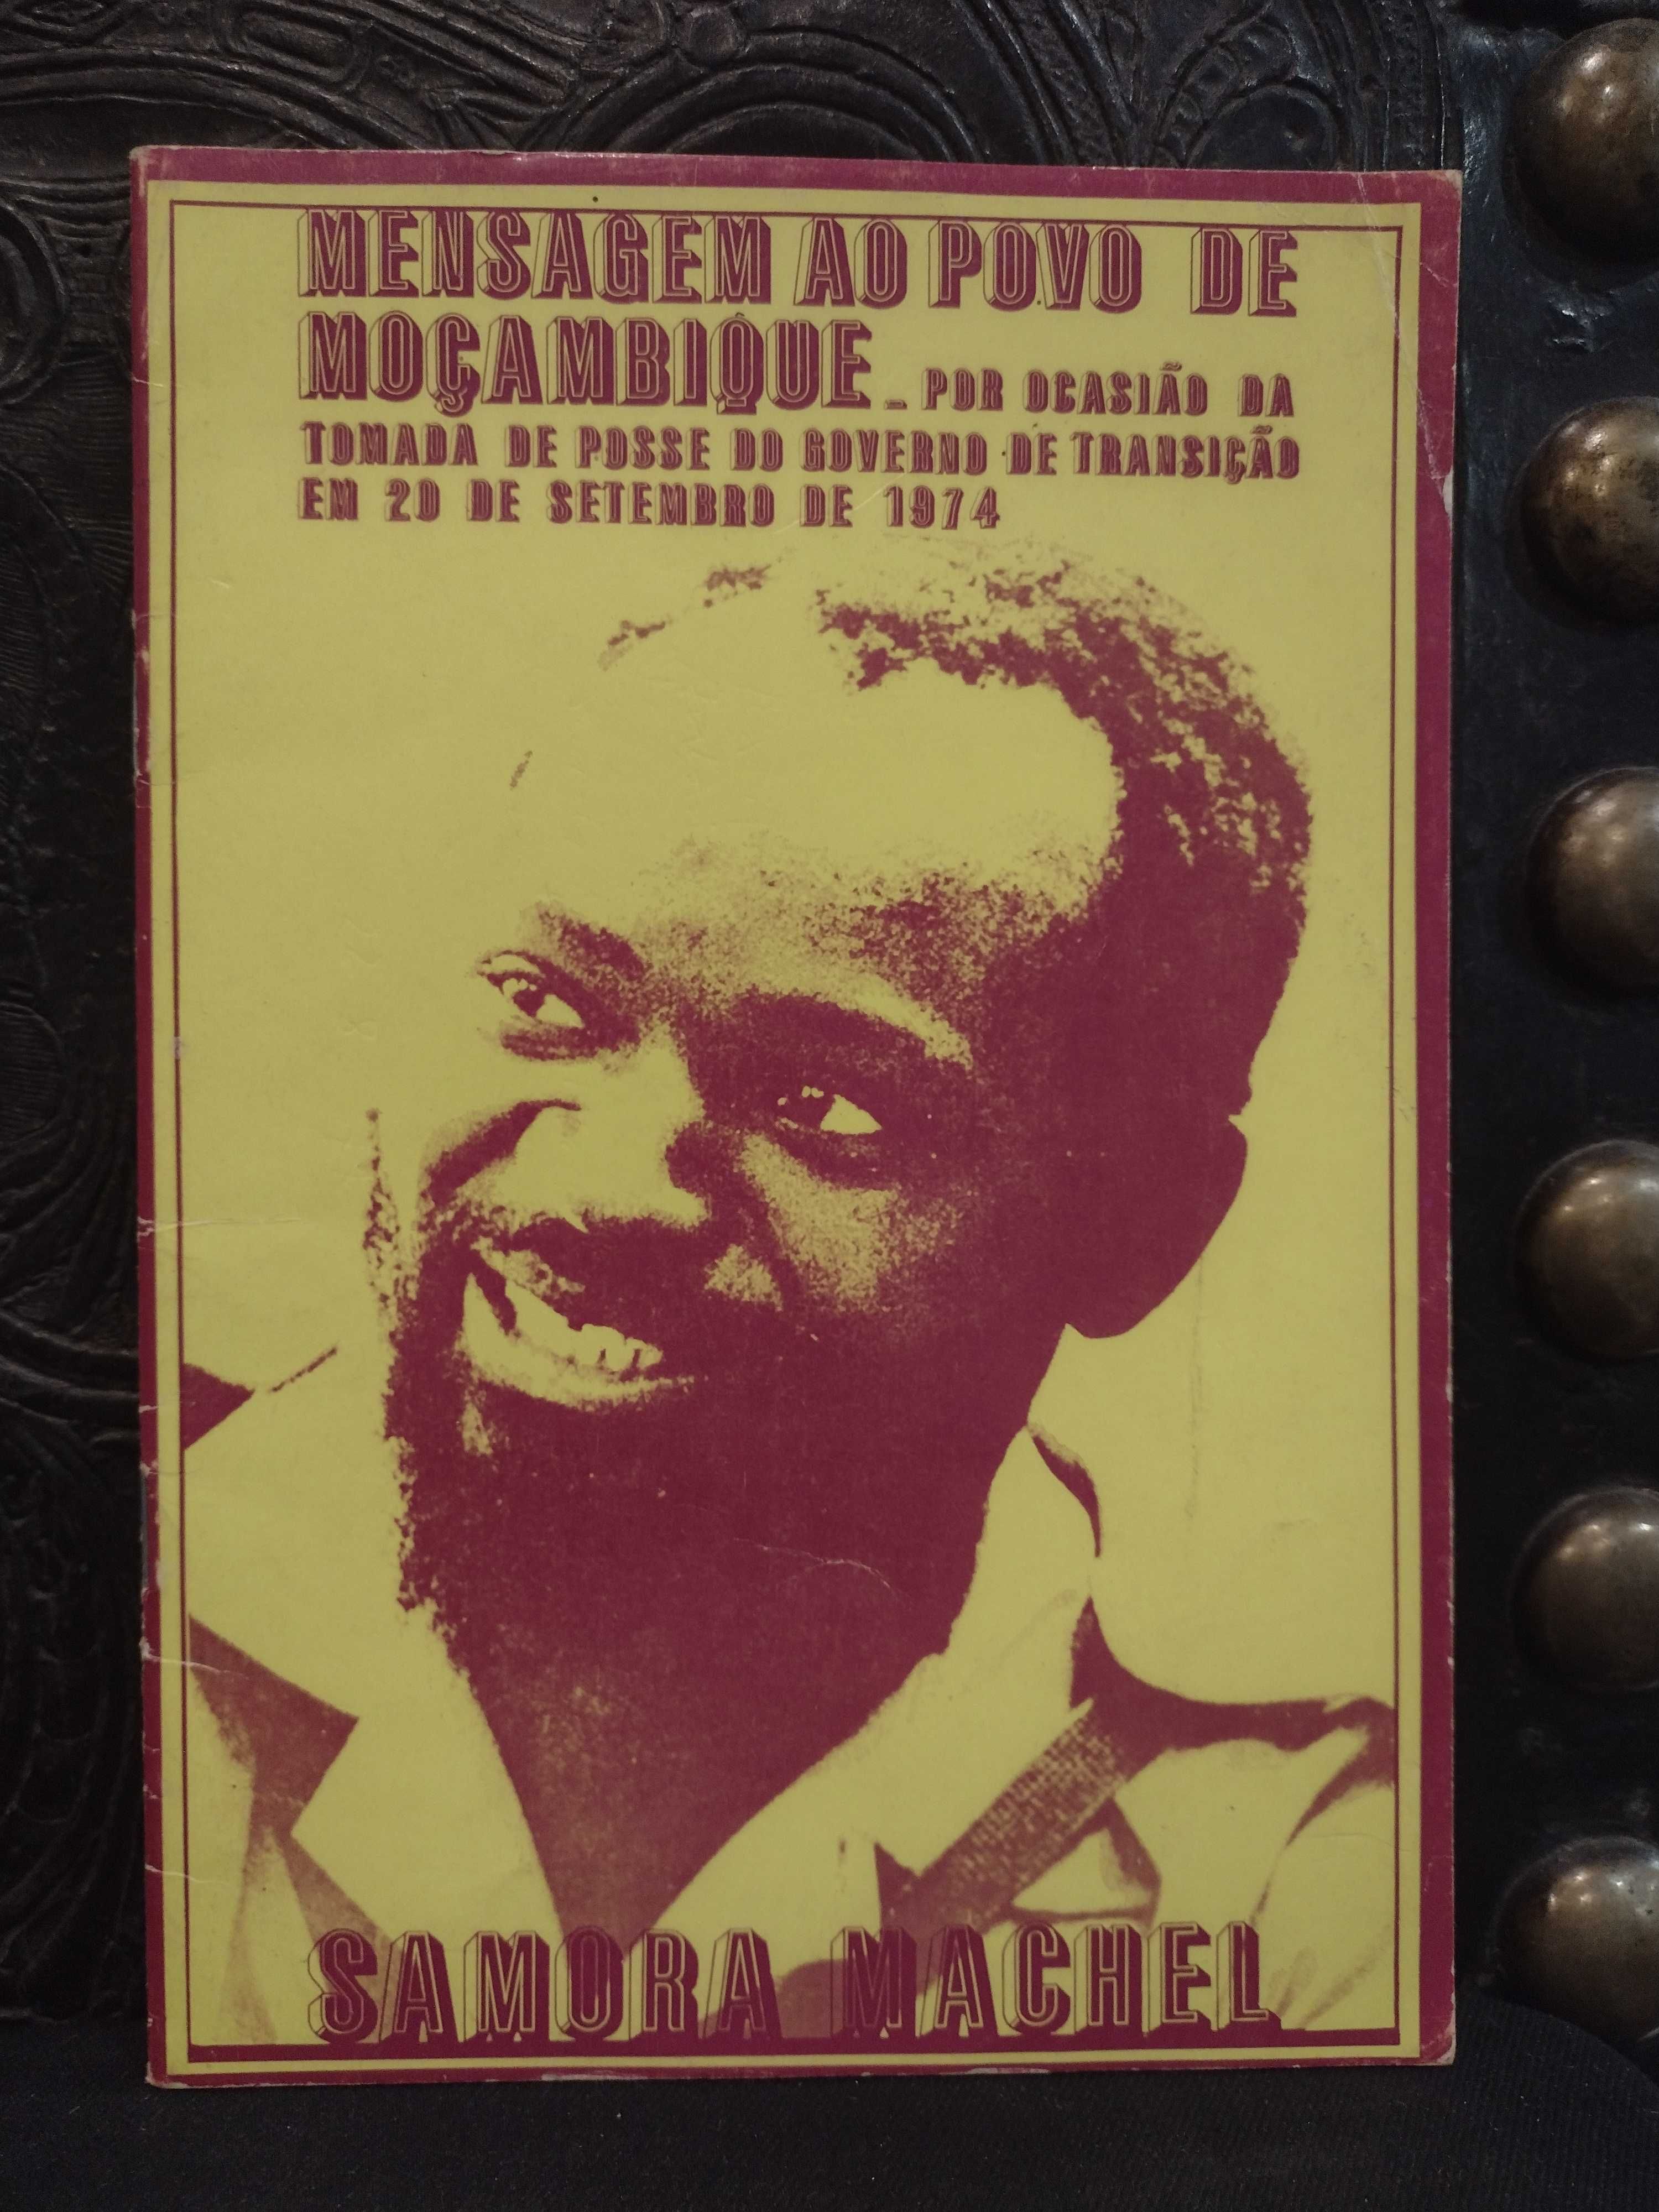 MENSAGEM AO POVO DE
MOÇAMBIQUE - POR OCASIÃO DA
TOMADA DE POSSE DO GOVERNO DE TRANSIÇÃO
EM 20 DE SETEMBRO DE 1974
SAMORA MACHEL